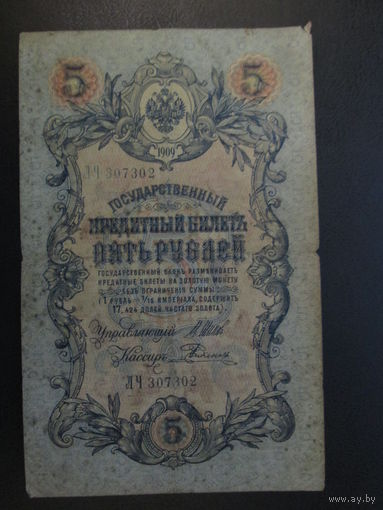 5 5
1909
ЛЧ 307302
ГОСУДАРСТВЕННЫЙ
КРЕДИТНЫЙ БИЛЕТЪ
ПЯТЬ РУБЛЕЙ
ГОСУДАРСТВЕННЫЙ БАНКЪ РАЗМѢНИВАЕТЪ
КРЕДИТНЫЕ БИЛЕТЫ НА ЗОЛОТУЮ МОНЕТУ
БЕЗЪ ОГРАНИЧЕНІЯ СУММЫ
(1 РУБЛЬ = 1/15 ИМПЕРІАЛА, СОДЕРЖИТЪ
17,424 ДОЛЕЙ ЧИСТАГО ЗОЛОТА).
Управляющій
Кассиръ
ЛЧ 307302
5
ay.by